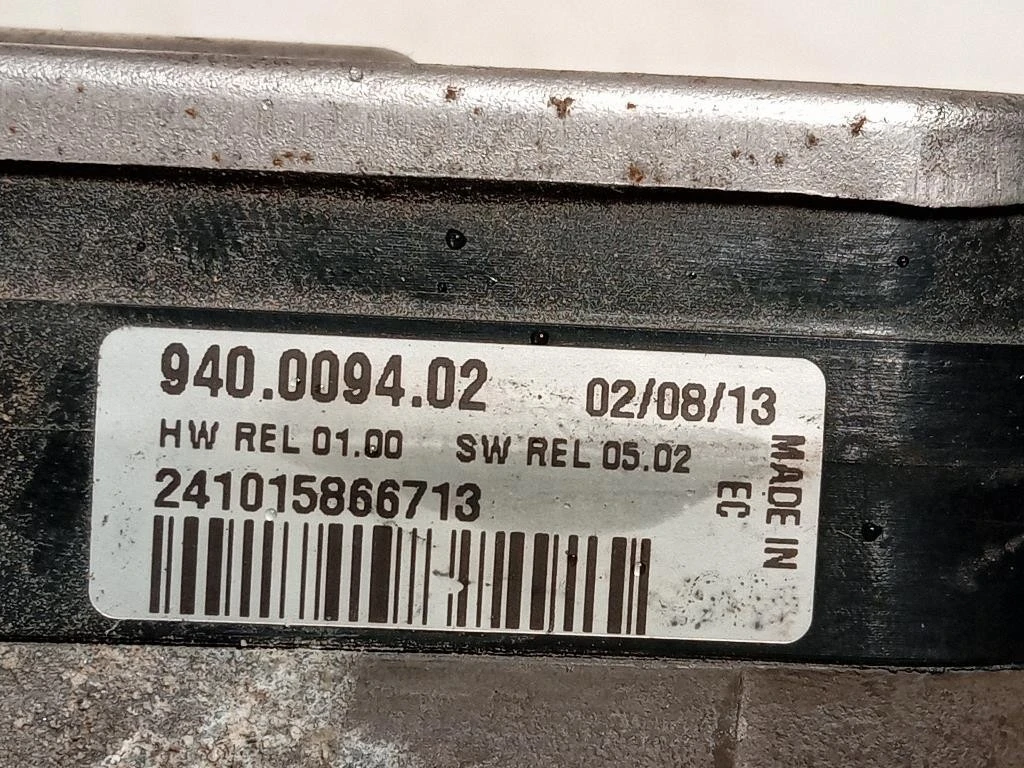 940.0094.02 02/08/13
HW REL 01.00 SW REL 05.02
241015866713
MADE IN
EC